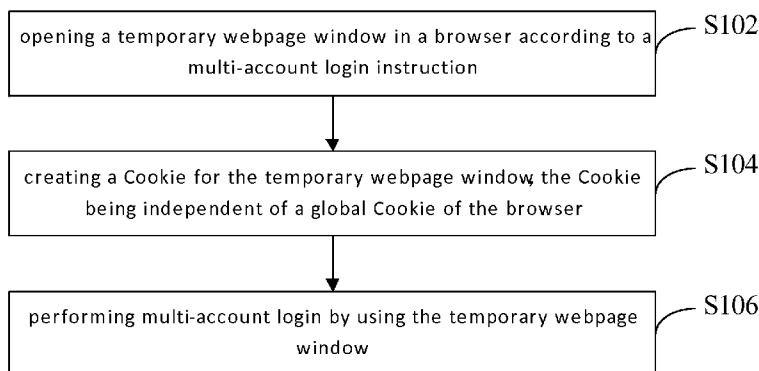 opening a temporary webpage window in a browser according to a
multi-account login instruction
S102
creating a Cookie for the temporary webpage window, the Cookie
being independent of a global Cookie of the browser
S104
performing multi-account login by using the temporary webpage
window
S106